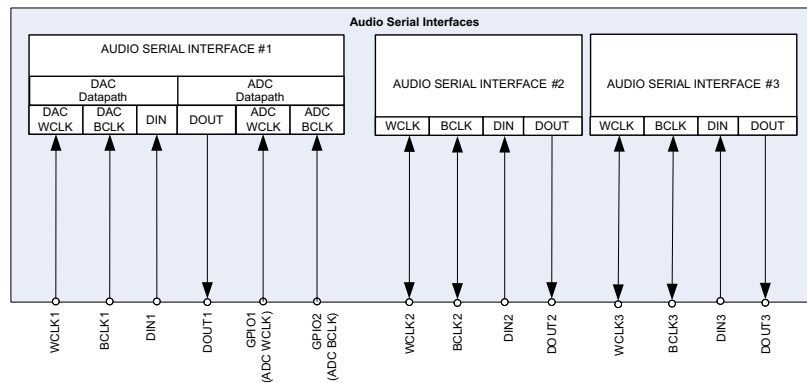 Audio Serial Interfaces
AUDIO SERIAL INTERFACE #1
DAC
Datapath
ADC
Datapath
DAC
WCLK
DAC
BCLK
DIN
DOUT
ADC
WCLK
ADC
BCLK
AUDIO SERIAL INTERFACE #2
WCLK
BCLK
DIN
DOUT
AUDIO SERIAL INTERFACE #3
WCLK
BCLK
DIN
DOUT
WCLK1
BCLK1
DIN1
DOUT1
GPIO1
(ADC WCLK)
GPIO2
(ADC BCLK)
WCLK2
BCLK2
DIN2
DOUT2
WCLK3
BCLK3
DIN3
DOUT3